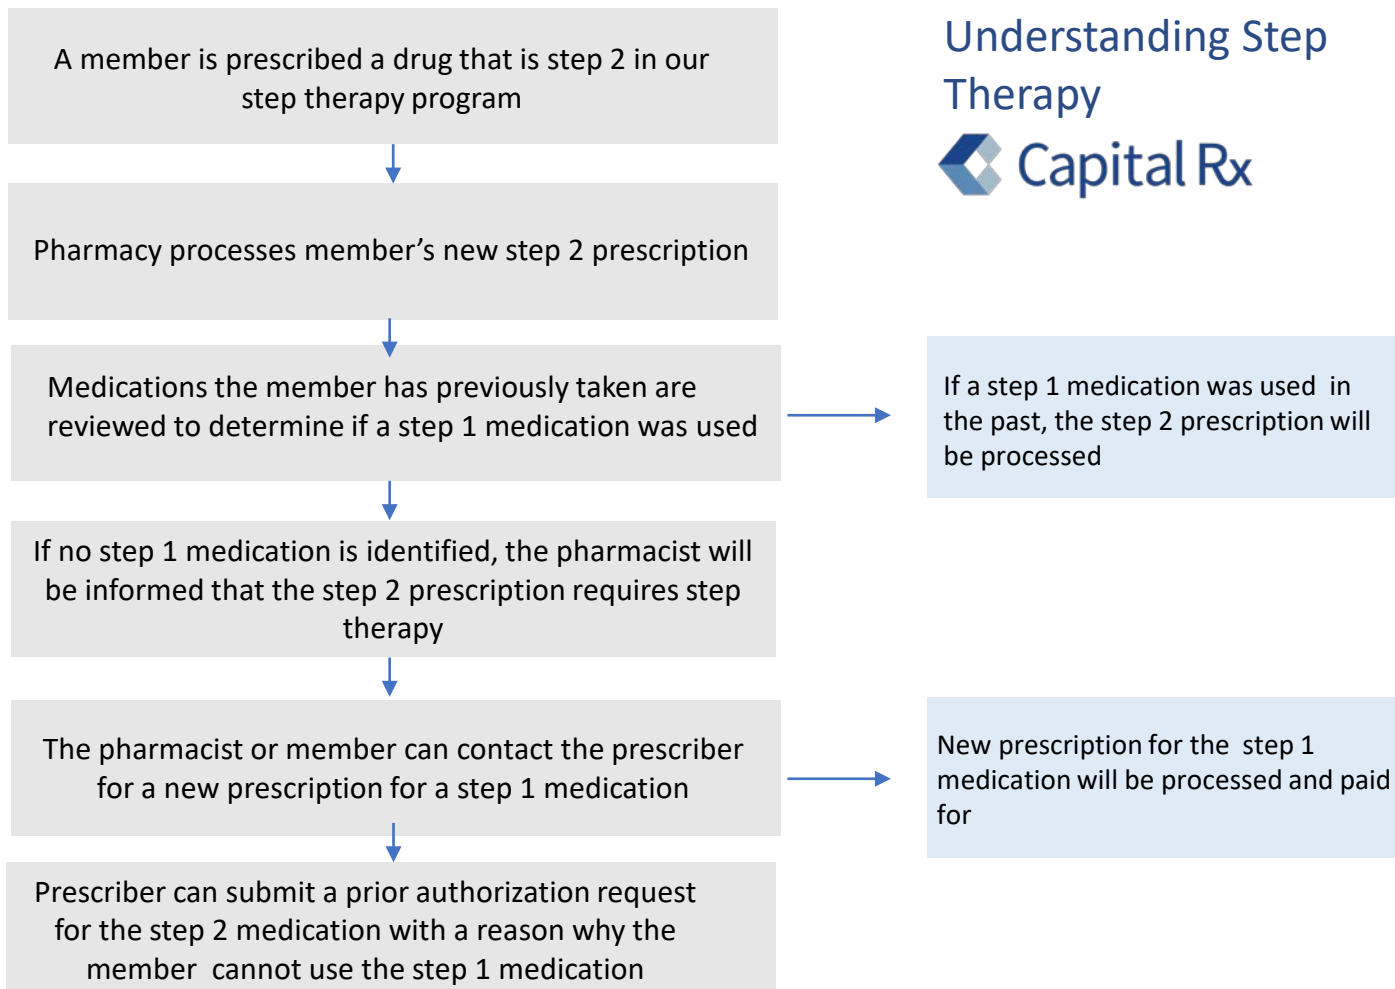 Understanding Step
Therapy
Capital Rx
A member is prescribed a drug that is step 2 in our
step therapy program
Pharmacy processes member’s new step 2 prescription
Medications the member has previously taken are
reviewed to determine if a step 1 medication was used
If a step 1 medication was used in
the past, the step 2 prescription will
be processed
If no step 1 medication is identified, the pharmacist will
be informed that the step 2 prescription requires step
therapy
The pharmacist or member can contact the prescriber
for a new prescription for a step 1 medication
New prescription for the step 1
medication will be processed and paid
for
Prescriber can submit a prior authorization request
for the step 2 medication with a reason why the
member cannot use the step 1 medication